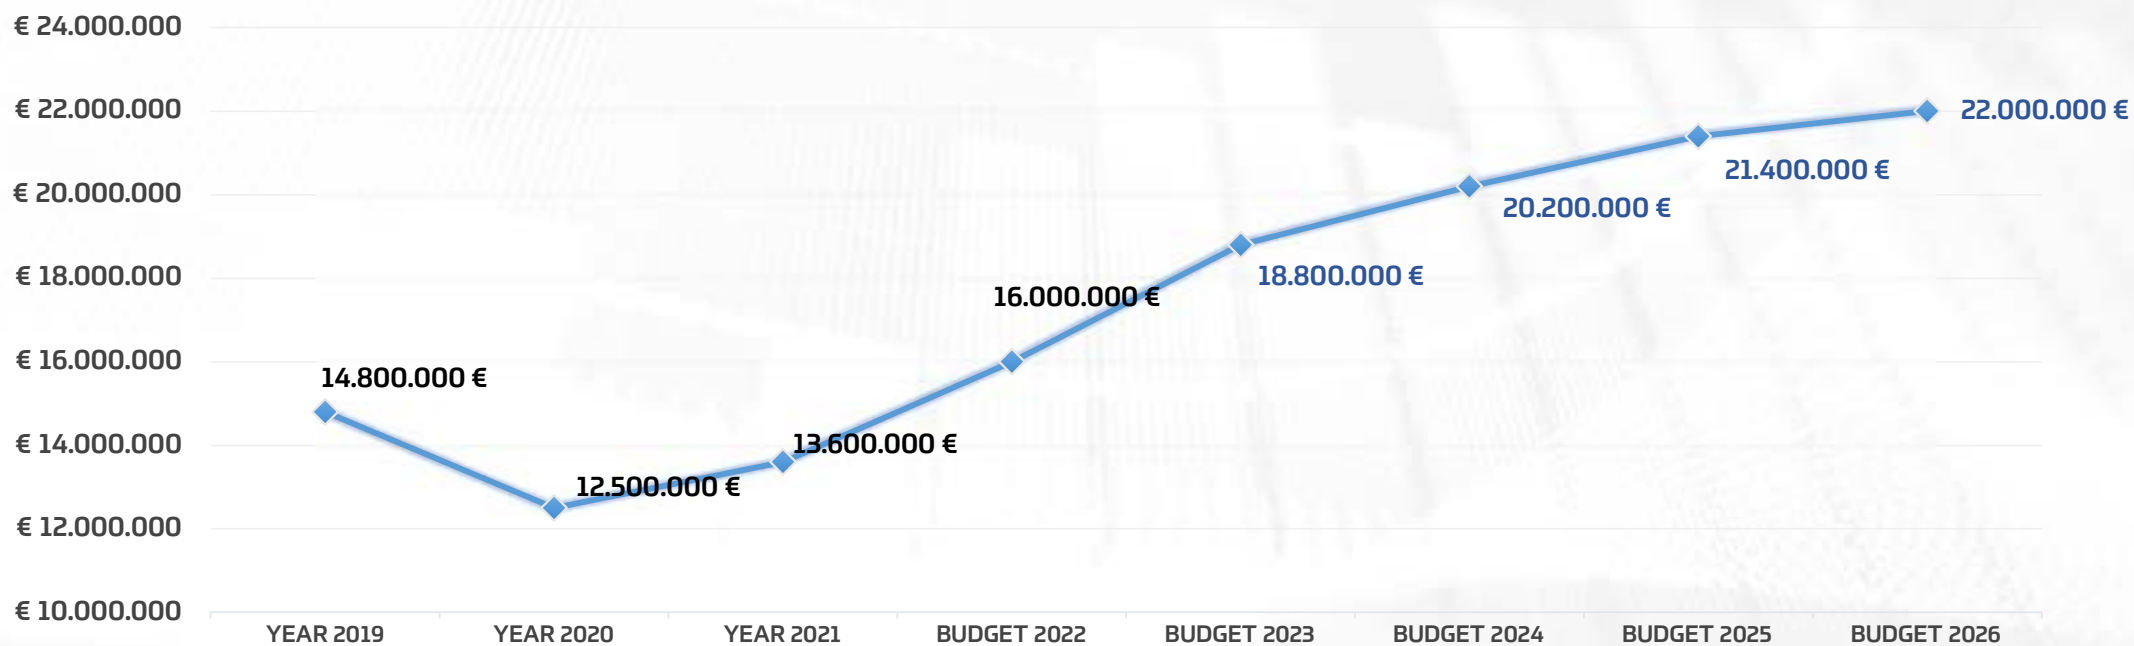 € 24.000.000
€ 22.000.000
€ 20.000.000
€ 18.000.000
€ 16.000.000
€ 14.000.000
€ 12.000.000
€ 10.000.000
14.800.000 €
12.500.000 €
13.600.000 €
16.000.000 €
18.800.000 €
20.200.000 €
21.400.000 €
22.000.000 €
YEAR 2019
YEAR 2020
YEAR 2021
BUDGET 2022
BUDGET 2023
BUDGET 2024
BUDGET 2025
BUDGET 2026